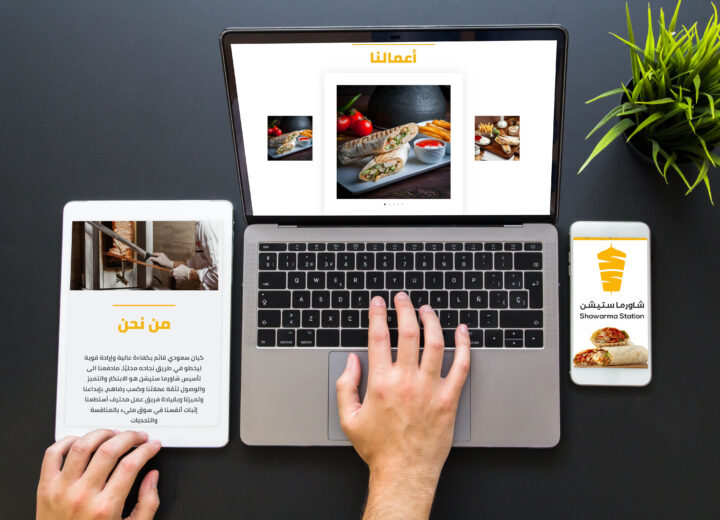 أعمالنا
من نحن
كيان سعودي قائم بكفاءة عالية وإرادة قوية
ليخطو في طريق نجاحه محليًا، مادفعنا الى
تأسيس شاورما ستيشن هو الابتكار والتميز
والوصول لثقة عملائنا وكسب رضاهم، بإبداعنا
وتميزنا وبقيادة فريق عمل محترف أستطعنا
إثبات أنفسنا في سوق مليء بالمنافسة
والتحديات
شاورما ستيشن
Shawarma Station